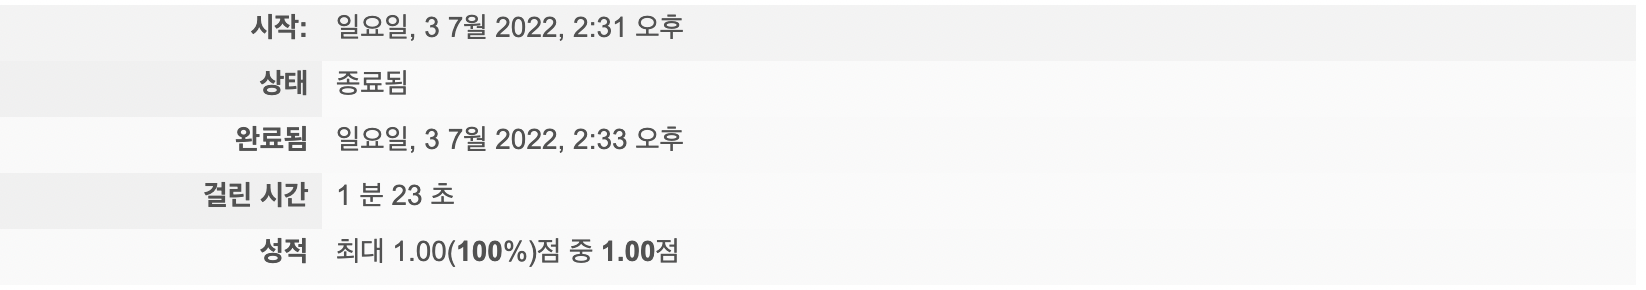 시작: 일요일, 3 7월 2022, 2:31 오후
상태 종료됨
완료됨 일요일, 3 7월 2022, 2:33 오후
걸린 시간 1 분 23 초
성적 최대 1.00(100%)점 중 1.00점